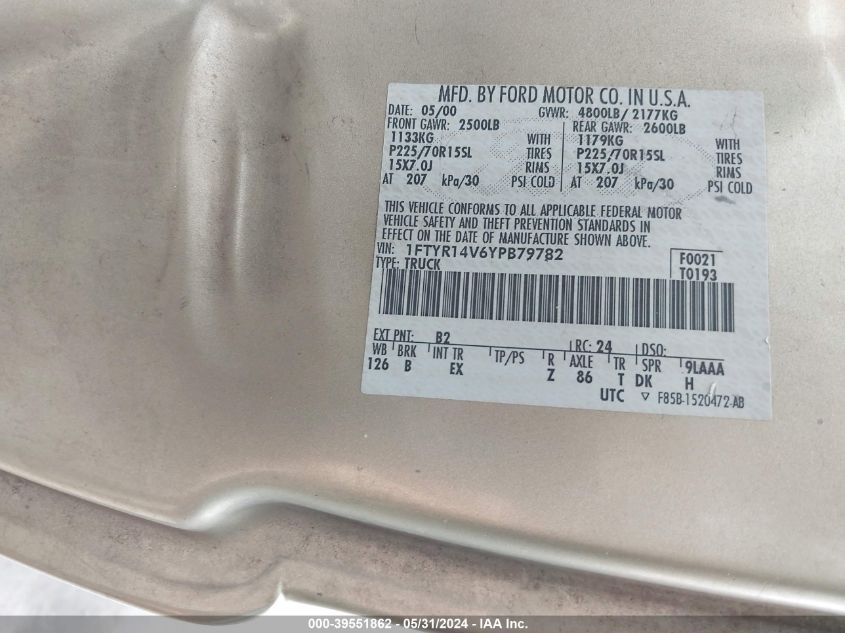 MFD. BY FORD MOTOR CO. IN U.S.A.
DATE: 05/00 GVWR: 4800LB/ 2177KG
FRONT GAWR: 2500LB REAR GAWR: 2600LB
1133KG WITH 1179KG WITH
P225/70R15SL TIRES P225/70R15SL TIRES
15X7.0J RIMS 15X7.0J RIMS
AT 207 kPa/30 PSI COLD AT 207 kPa/30 PSI COLD
THIS VEHICLE CONFORMS TO ALL APPLICABLE FEDERAL MOTOR
VEHICLE SAFETY AND THEFT PREVENTION STANDARDS IN
EFFECT ON THE DATE OF MANUFACTURE SHOWN ABOVE.
VIN: 1FTYR14V6YPB79782 F0021
TYPE: TRUCK T0193
EXT PNT: B2 RC: 24 DSO:
WB BRK INT TR TP/PS R AXLE TR SPR 9LAAA
126 B EX Z 86 T DK H
UTC ▽ F85B-1520472-AB
000-39551862 - 05/31/2024 - IAA Inc.